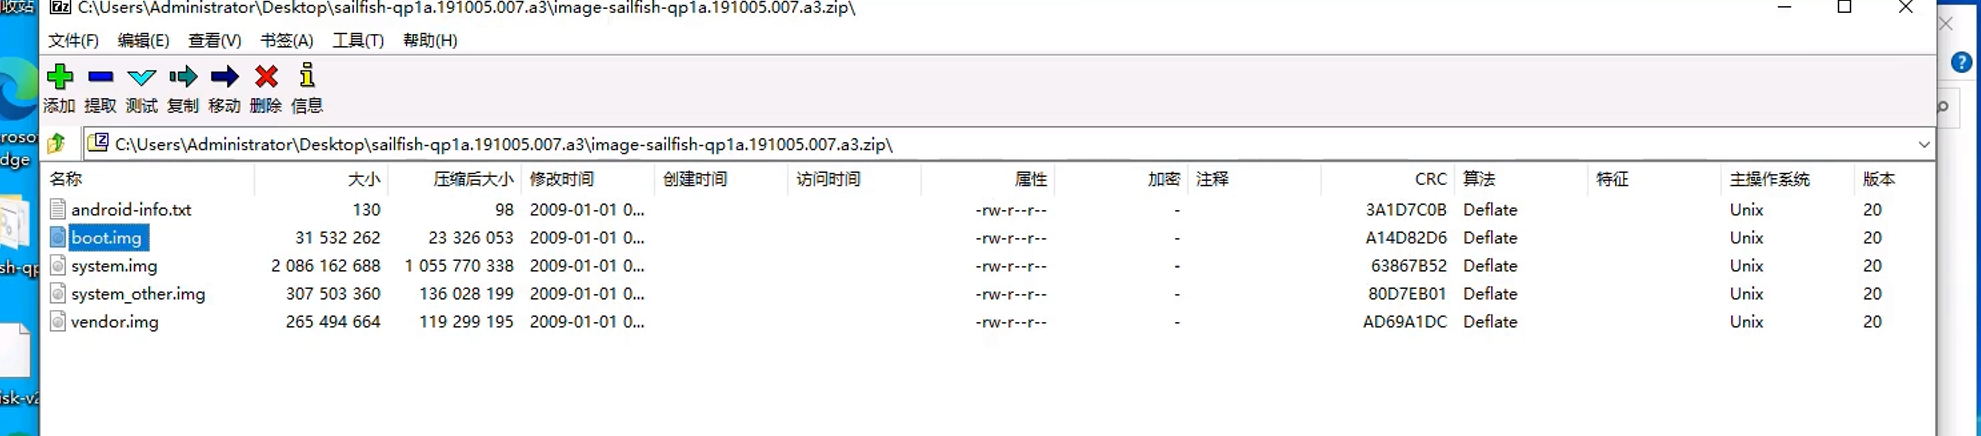 C:\Users\Administrator\Desktop\sailfish-qp1a.191005.007.a3\image-sailfish-qp1a.191005.007.a3.zip\
文件(F) 编辑(E) 查看(V) 书签(A) 工具(T) 帮助(H)
添加 提取 测试 复制 移动 删除 信息
C:\Users\Administrator\Desktop\sailfish-qp1a.191005.007.a3\image-sailfish-qp1a.191005.007.a3.zip\
名称 大小 压缩后大小 修改时间 创建时间 访问时间 属性 加密 注释 CRC 算法 特征 主操作系统 版本
android-info.txt 130 98 2009-01-01 0... -rw-r--r-- - 3A1D7C0B Deflate Unix 20
boot.img 31 532 262 23 326 053 2009-01-01 0... -rw-r--r-- - A14D82D6 Deflate Unix 20
system.img 2 086 162 688 1 055 770 338 2009-01-01 0... -rw-r--r-- - 63867B52 Deflate Unix 20
system_other.img 307 503 360 136 028 199 2009-01-01 0... -rw-r--r-- - 80D7EB01 Deflate Unix 20
vendor.img 265 494 664 119 299 195 2009-01-01 0... -rw-r--r-- - AD69A1DC Deflate Unix 20